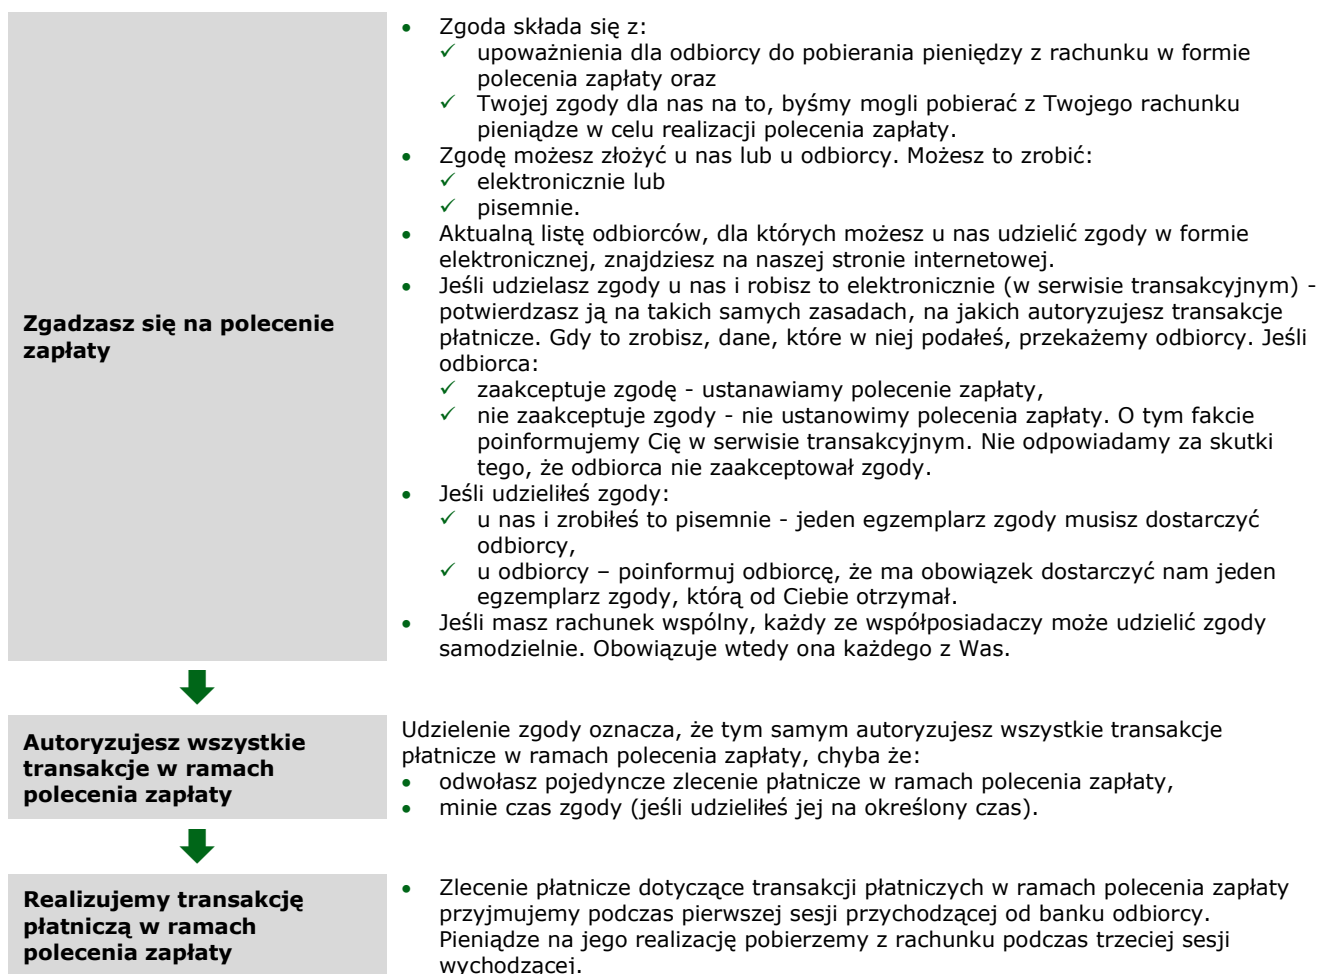 Zgadzasz się na polecenie
zapłaty
• Zgoda składa się z:
✓ upoważnienia dla odbiorcy do pobierania pieniędzy z rachunku w formie
polecenia zapłaty oraz
✓ Twojej zgody dla nas na to, byśmy mogli pobierać z Twojego rachunku
pieniądze w celu realizacji polecenia zapłaty.
• Zgodę możesz złożyć u nas lub u odbiorcy. Możesz to zrobić:
✓ elektronicznie lub
✓ pisemnie.
• Aktualną listę odbiorców, dla których możesz u nas udzielić zgody w formie
elektronicznej, znajdziesz na naszej stronie internetowej.
• Jeśli udzielasz zgody u nas i robisz to elektronicznie (w serwisie transakcyjnym) -
potwierdzasz ją na takich samych zasadach, na jakich autoryzujesz transakcje
płatnicze. Gdy to zrobisz, dane, które w niej podałeś, przekażemy odbiorcy. Jeśli
odbiorca:
✓ zaakceptuje zgodę - ustanawiamy polecenie zapłaty,
✓ nie zaakceptuje zgody - nie ustanowimy polecenia zapłaty. O tym fakcie
poinformujemy Cię w serwisie transakcyjnym. Nie odpowiadamy za skutki
tego, że odbiorca nie zaakceptował zgody.
• Jeśli udzieliłeś zgody:
✓ u nas i zrobiłeś to pisemnie - jeden egzemplarz zgody musisz dostarczyć
odbiorcy,
✓ u odbiorcy – poinformuj odbiorcę, że ma obowiązek dostarczyć nam jeden
egzemplarz zgody, którą od Ciebie otrzymał.
• Jeśli masz rachunek wspólny, każdy ze współposiadaczy może udzielić zgody
samodzielnie. Obowiązuje wtedy ona każdego z Was.
Autoryzujesz wszystkie
transakcje w ramach
polecenia zapłaty
Udzielenie zgody oznacza, że tym samym autoryzujesz wszystkie transakcje
płatnicze w ramach polecenia zapłaty, chyba że:
• odwołasz pojedyncze zlecenie płatnicze w ramach polecenia zapłaty,
• minie czas zgody (jeśli udzieliłeś jej na określony czas).
Realizujemy transakcję
płatniczą w ramach
polecenia zapłaty
• Zlecenie płatnicze dotyczące transakcji płatniczych w ramach polecenia zapłaty
przyjmujemy podczas pierwszej sesji przychodzącej od banku odbiorcy.
Pieniądze na jego realizację pobierzemy z rachunku podczas trzeciej sesji
wychodzącej.